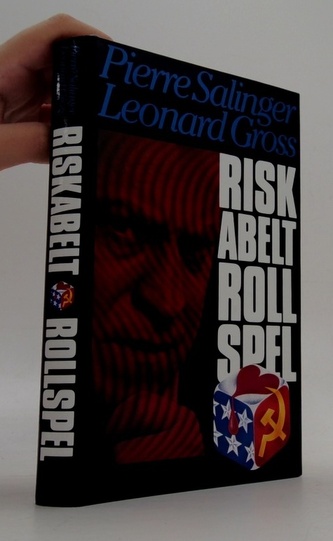 Pierre Salinger
Leonard Gross
RISK
ABELT
ROLL
SPEL
RISKABELT ROLLSPEL